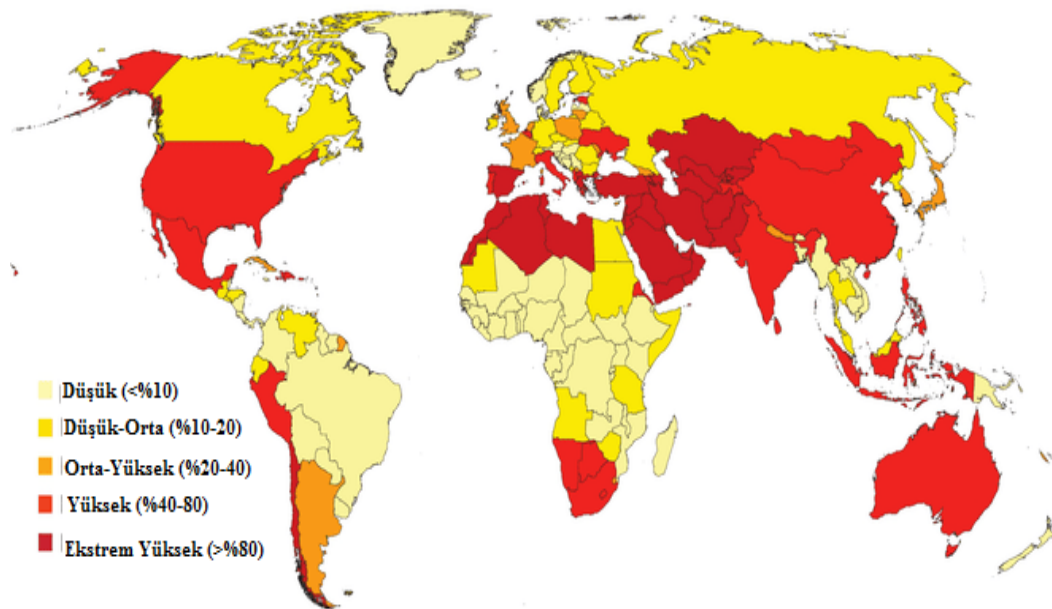 Düşük (<%10)
Düşük-Orta (%10-20)
Orta-Yüksek (%20-40)
Yüksek (%40-80)
Ekstrem Yüksek (>%80)